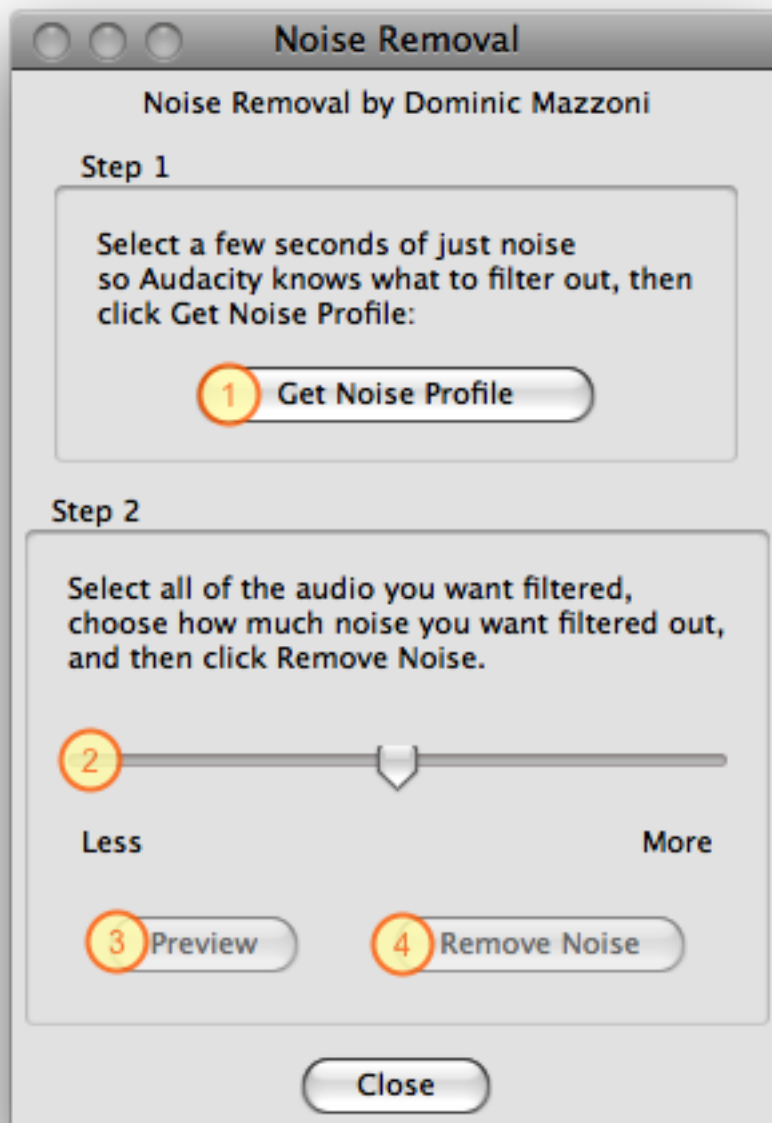 Noise Removal
Noise Removal by Dominic Mazzoni
Step 1
Select a few seconds of just noise
so Audacity knows what to filter out, then
click Get Noise Profile:
1 Get Noise Profile
Step 2
Select all of the audio you want filtered,
choose how much noise you want filtered out,
and then click Remove Noise.
2
Less More
3 Preview 4 Remove Noise
Close